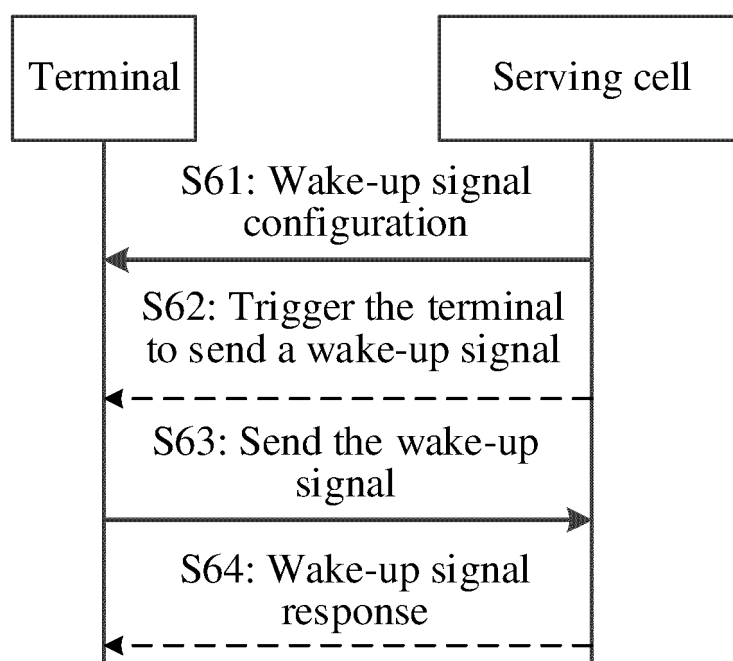 Terminal
Serving cell
S61: Wake-up signal
configuration
S62: Trigger the terminal
to send a wake-up signal
S63: Send the wake-up
signal
S64: Wake-up signal
response